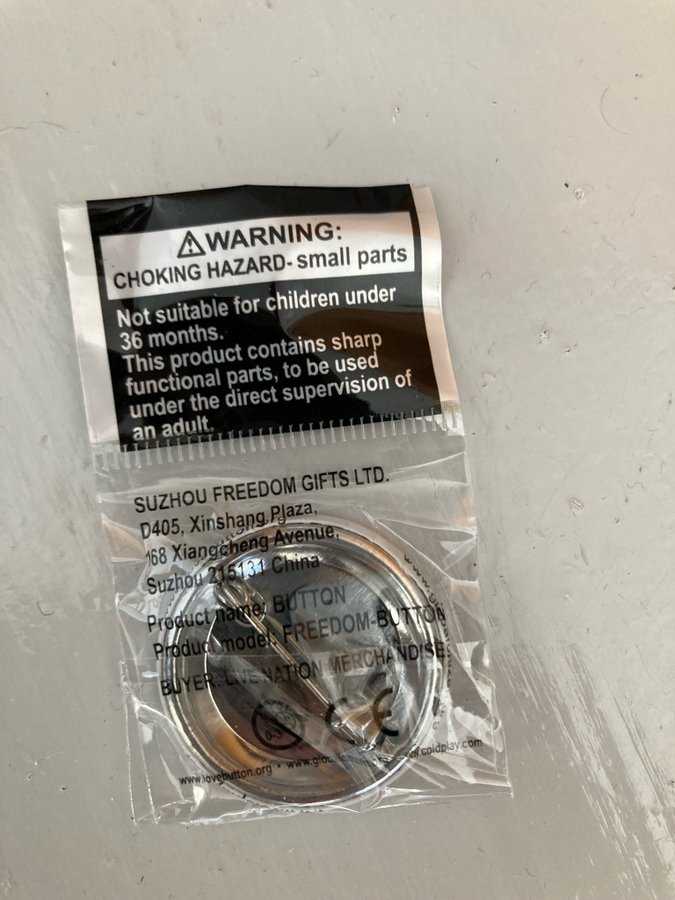 ⚠WARNING:
CHOKING HAZARD- small parts
Not suitable for children under
36 months.
This product contains sharp
functional parts, to be used
under the direct supervision of
an adult.
SUZHOU FREEDOM GIFTS LTD.
D405, Xinshang Plaza,
168 Xiangcheng Avenue,
Suzhou 215131 China
Product name: BUTTON
Product model: FREEDOM-BUTTON
BUYER: LIVE NATION MERCHANDISE
0-3
CE
www.lovebutton.org • coldplay.com